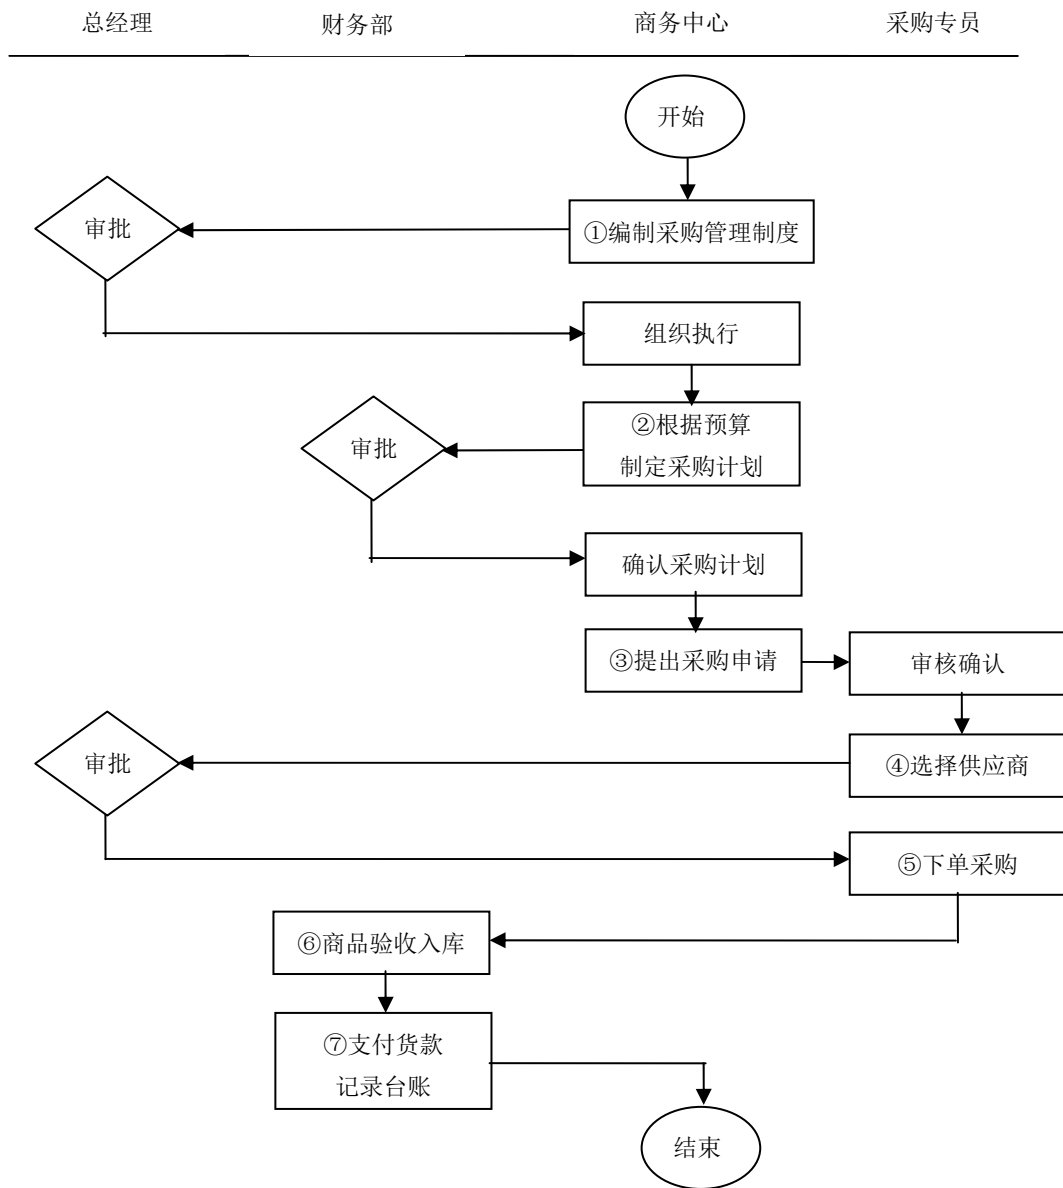 总经理
财务部
商务中心
采购专员
开始
审批
①编制采购管理制度
组织执行
审批
②根据预算
制定采购计划
确认采购计划
③提出采购申请
审核确认
审批
④选择供应商
⑤下单采购
⑥商品验收入库
⑦支付货款
记录台账
结束